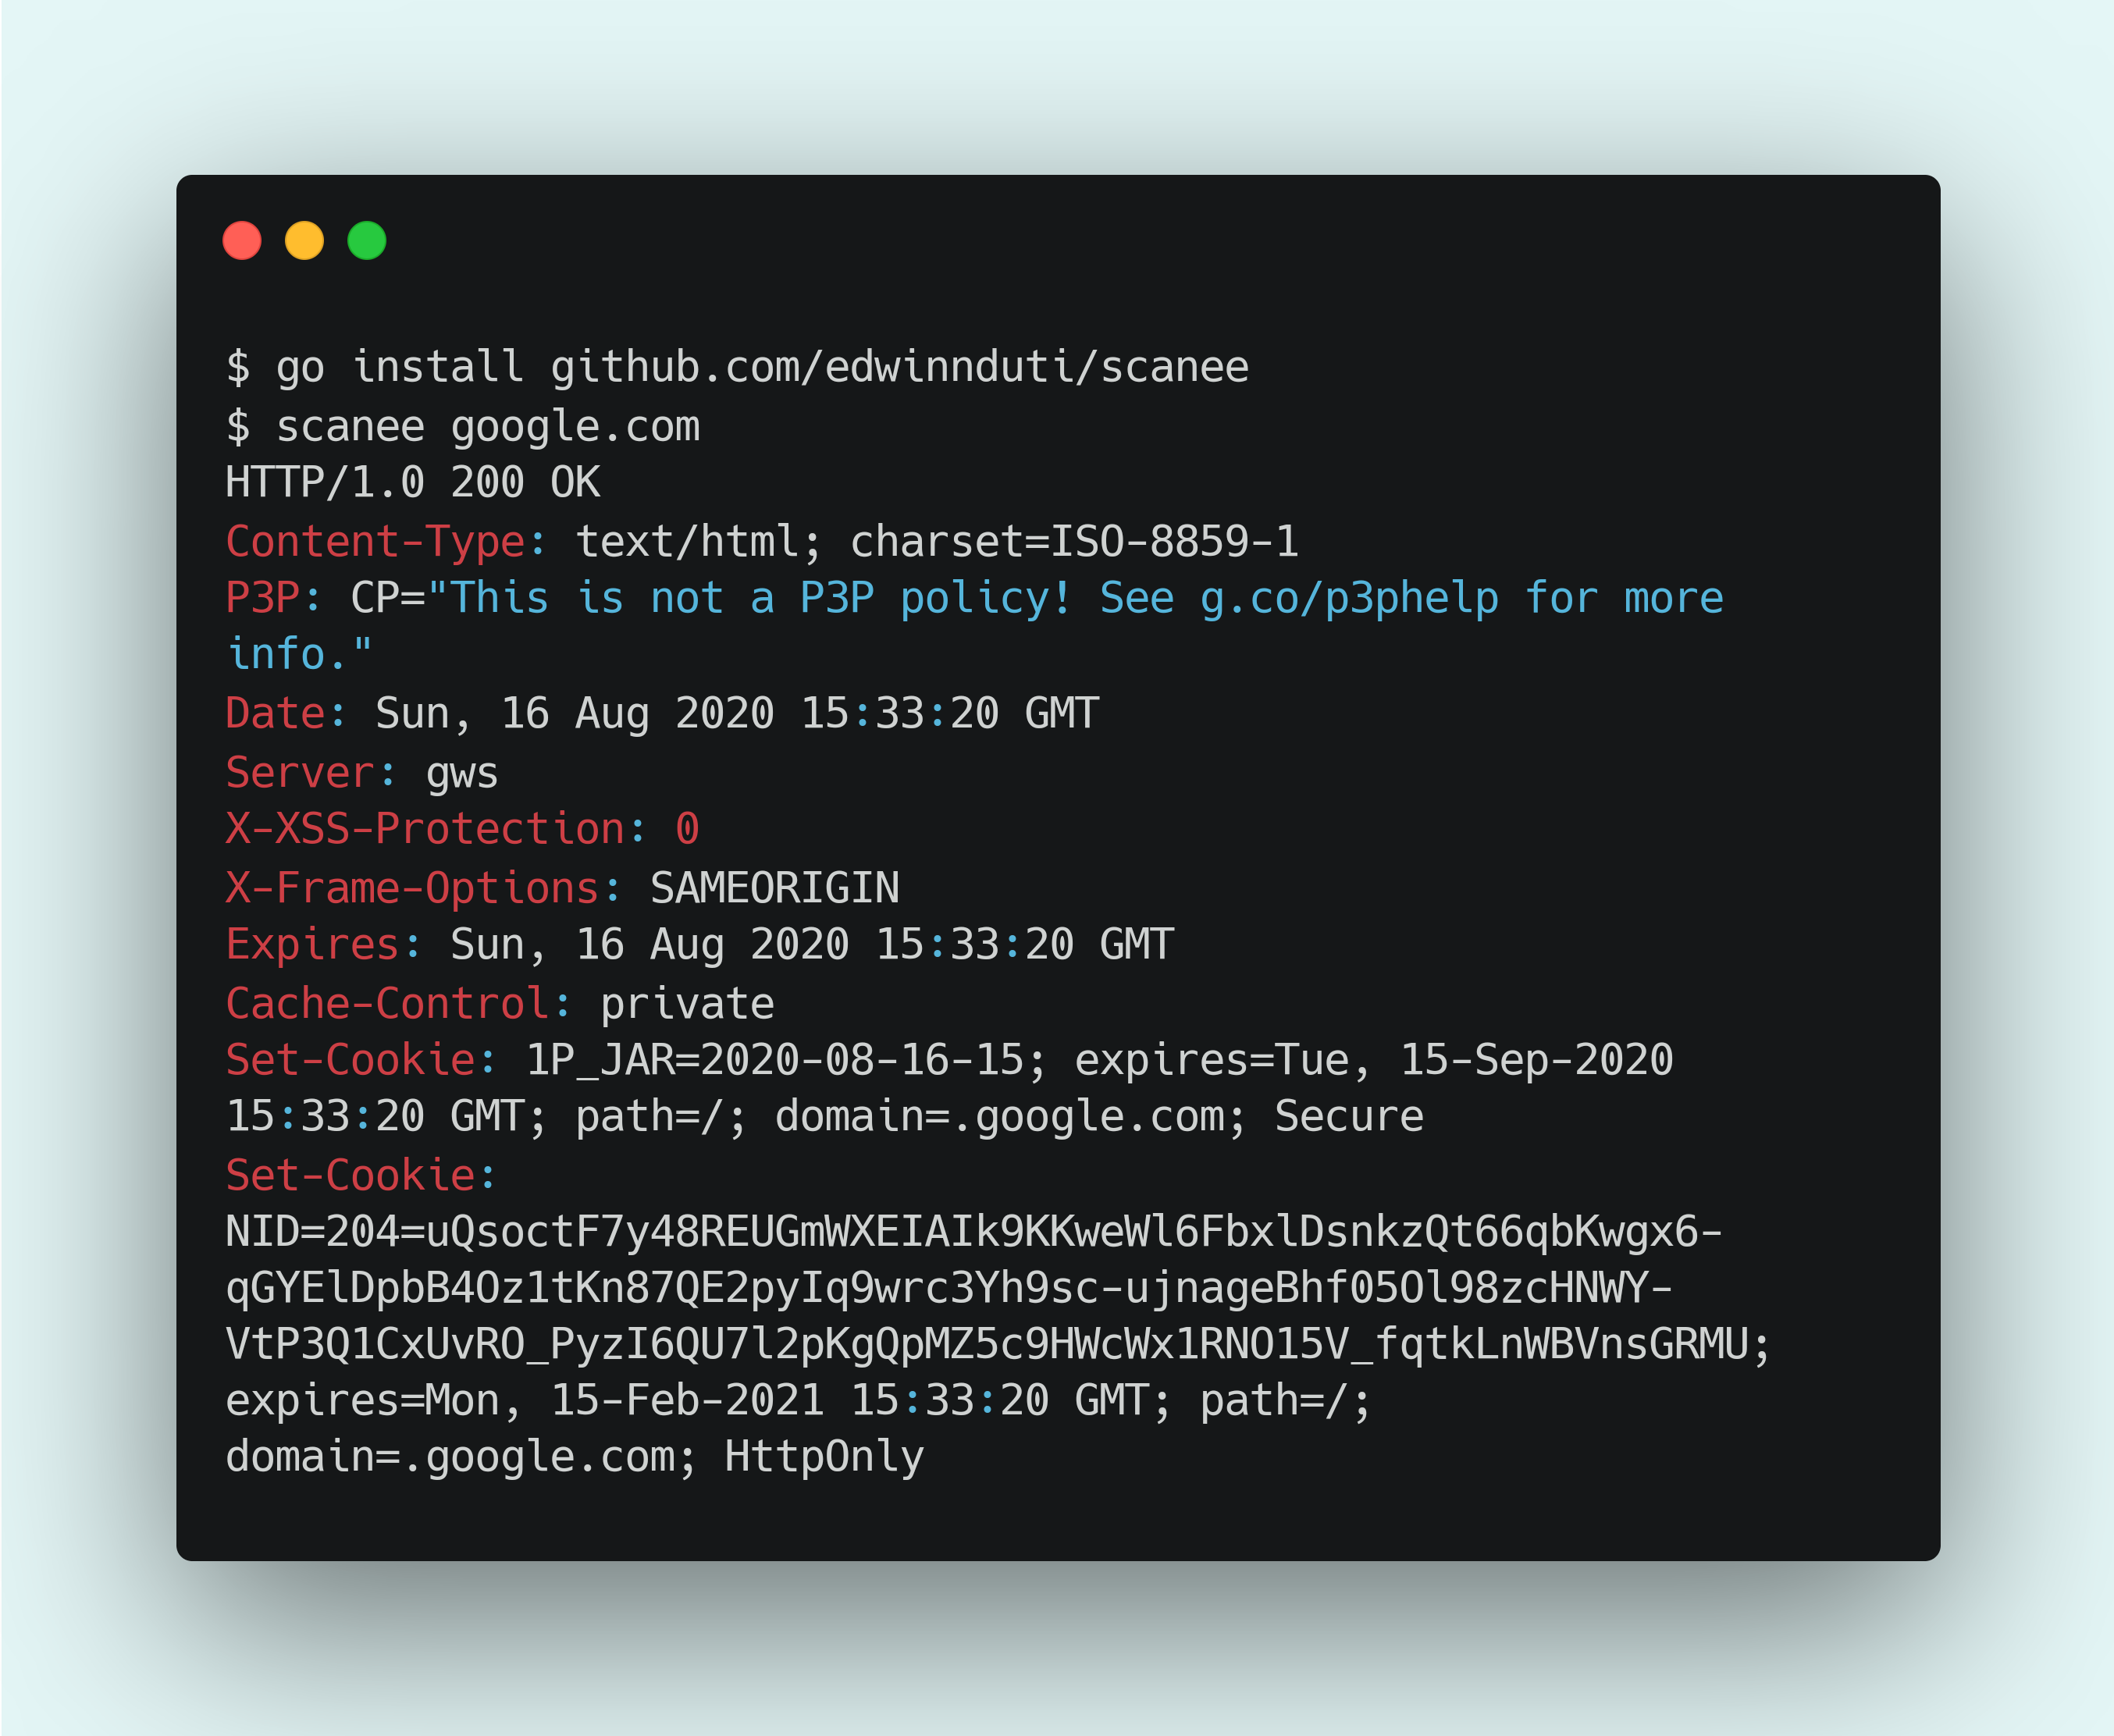 $ go install github.com/edwinnduti/scanee
$ scanee google.com
HTTP/1.0 200 OK
Content-Type: text/html; charset=ISO-8859-1
P3P: CP="This is not a P3P policy! See g.co/p3phelp for more
info."
Date: Sun, 16 Aug 2020 15:33:20 GMT
Server: gws
X-XSS-Protection: 0
X-Frame-Options: SAMEORIGIN
Expires: Sun, 16 Aug 2020 15:33:20 GMT
Cache-Control: private
Set-Cookie: 1P_JAR=2020-08-16-15; expires=Tue, 15-Sep-2020
15:33:20 GMT; path=/; domain=.google.com; Secure
Set-Cookie:
NID=204=uQsoctF7y48REUGmWXEIAIk9KKweWl6FbxlDsnkzQt66qbKwgx6-
qGYElDpbB4Oz1tKn87QE2pyIq9wrc3Yh9sc-ujnageBhf05Ol98zcHNWY-
VtP3Q1CxUvRO_PyzI6QU7l2pKgQpMZ5c9HWcWx1RNO15V_fqtkLnWBVnsGRMU;
expires=Mon, 15-Feb-2021 15:33:20 GMT; path=/;
domain=.google.com; HttpOnly